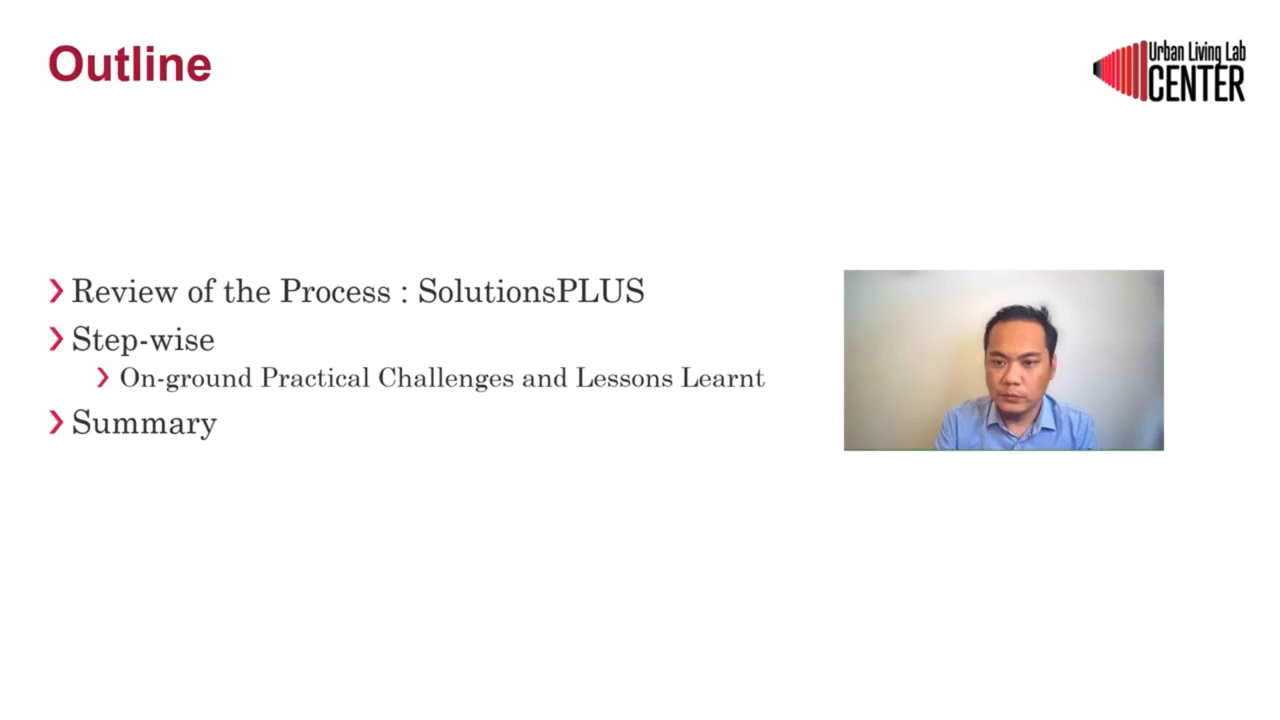 Outline
Urban Living Lab
CENTER
Review of the Process : SolutionsPLUS
Step-wise
On-ground Practical Challenges and Lessons Learnt
Summary